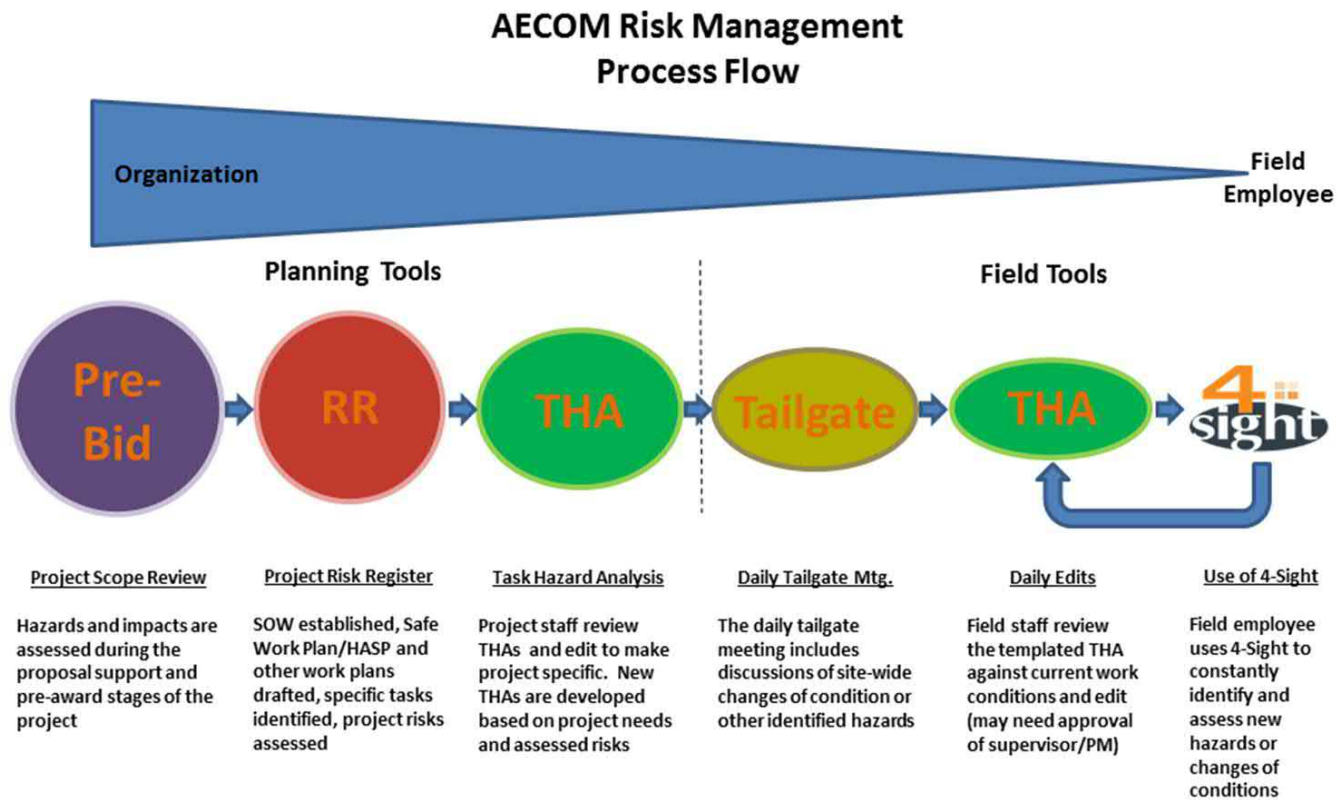 AECOM Risk Management
Process Flow
Organization
Field
Employee
Planning Tools
Field Tools
Pre-
Bid
RR
THA
Tailgate
THA
4
sight
Project Scope Review
Hazards and impacts are
assessed during the
proposal support and
pre-award stages of the
project
Project Risk Register
SOW established, Safe
Work Plan/HASP and
other work plans
drafted, specific tasks
identified, project risks
assessed
Task Hazard Analysis
Project staff review
THAs and edit to make
project specific. New
THAs are developed
based on project needs
and assessed risks
Daily Tailgate Mtg.
The daily tailgate
meeting includes
discussions of site-wide
changes of condition or
other identified hazards
Daily Edits
Field staff review
the templated THA
against current work
conditions and edit
(may need approval
of supervisor/PM)
Use of 4-Sight
Field employee
uses 4-Sight to
constantly
identify and
assess new
hazards or
changes of
conditions